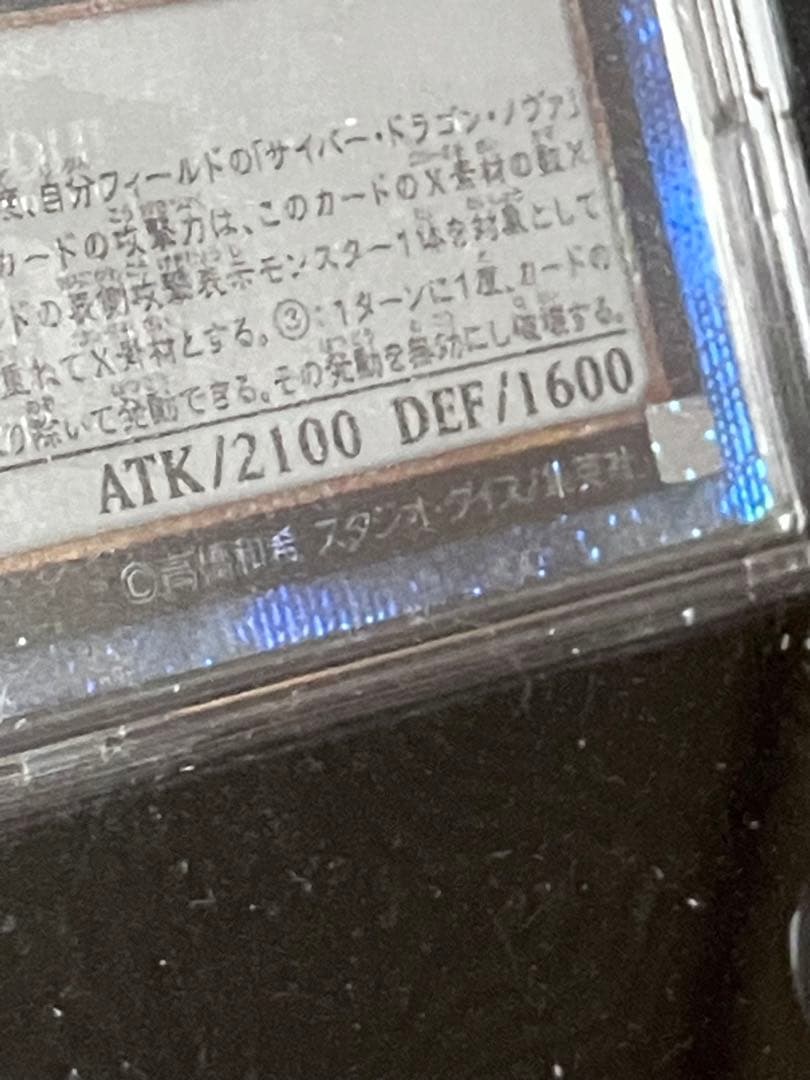 度、自分フィールドの「サイバー・ドラゴン・ノヴァ」
カードの攻撃力は、このカードのX素材の数×
ドの表側攻撃表示モンスター1体を対象として
重ねてX素材とする。③:1ターンに1度、カードの
り除いて発動できる。その発動を無効にし破壊する。
ATK/2100 DEF/1600
©高橋和希 スタジオ・ダイス/集英社